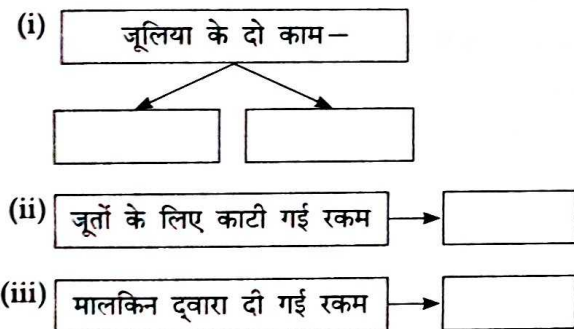 (i) जूलिया के दो काम–
(ii) जूतों के लिए काटी गई रकम
(iii) मालकिन द्‌वारा दी गई रकम